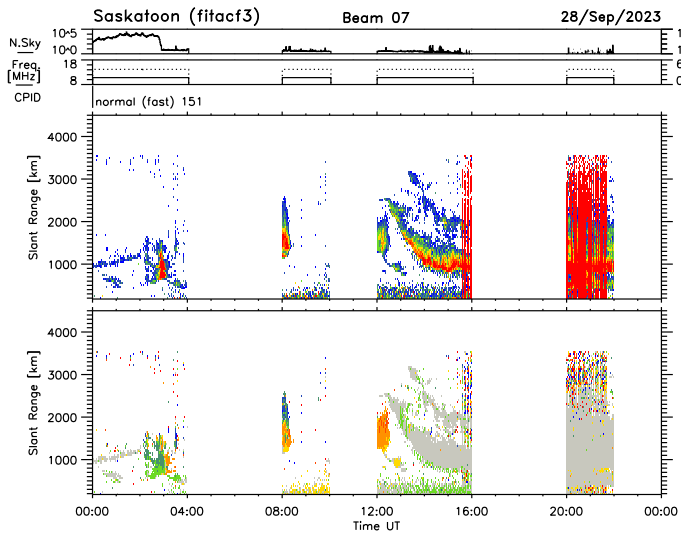 Saskatoon (fitacf3) Beam 07 28/Sep/2023
N.Sky 10^5 10^0
Freq. [MHz] 18 8 6
CPID normal (fast) 151
Slant Range [km] 4000 3000 2000 1000
Slant Range [km] 4000 3000 2000 1000
00:00 04:00 08:00 12:00 16:00 20:00 00:00
Time UT